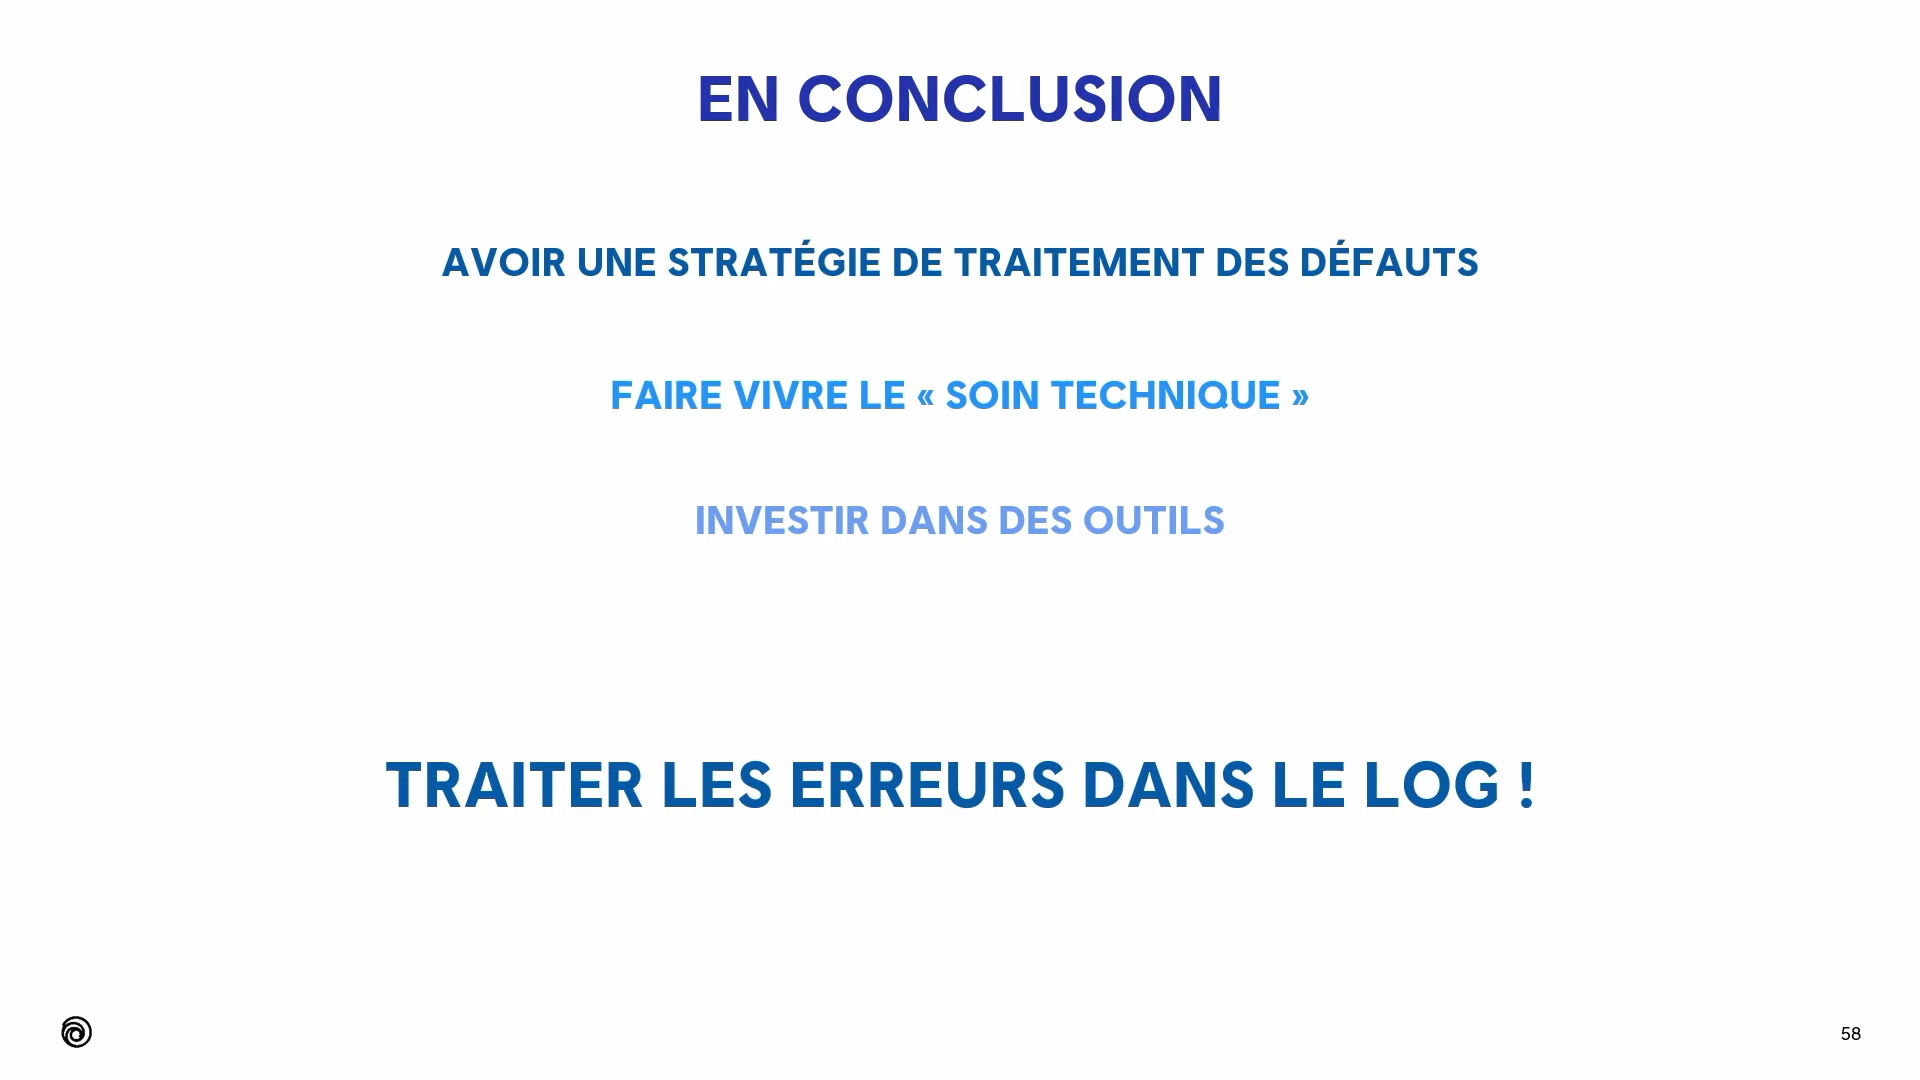 EN CONCLUSION
AVOIR UNE STRATÉGIE DE TRAITEMENT DES DÉFAUTS
FAIRE VIVRE LE « SOIN TECHNIQUE »
INVESTIR DANS DES OUTILS
TRAITER LES ERREURS DANS LE LOG !
58